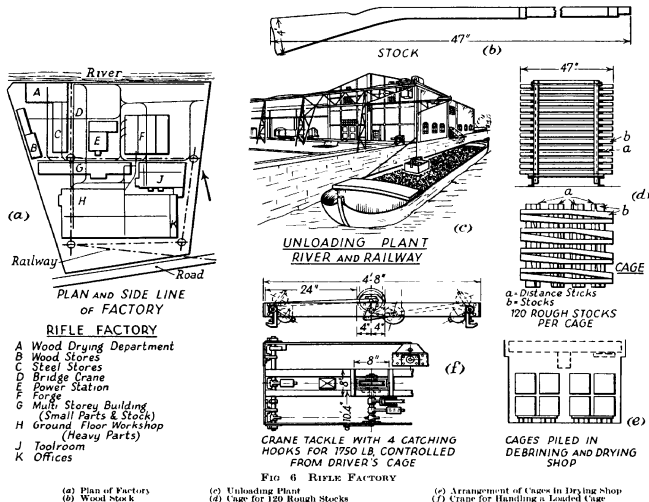 4"
47"
STOCK
(b)
River
A
B
C
D
E
F
G
H
J
K
(a)
Railway
Road
PLAN AND SIDE LINE
OF FACTORY
RIFLE FACTORY
A Wood Drying Department
B Wood Stores
C Steel Stores
D Bridge Crane
E Power Station
F Forge
G Multi Storey Building
(Small Parts & Stock)
H Ground Floor Workshop
(Heavy Parts)
J Toolroom
K Offices
(c)
UNLOADING PLANT
RIVER AND RAILWAY
47"
b
a
(d)
a
b
CAGE
a=Distance Sticks
b=Stocks
120 ROUGH STOCKS
PER CAGE
4'-8"
24"
4" 4"
8"
8"
10.4"
(f)
CRANE TACKLE WITH 4 CATCHING
HOOKS FOR 1750 LB, CONTROLLED
FROM DRIVER'S CAGE
(e)
CAGES PILED IN
DEBRINING AND DRYING
SHOP
FIG 6 RIFLE FACTORY
(a) Plan of Factory
(b) Wood Stock
(c) Unloading Plant
(d) Cage for 120 Rough Stocks
(e) Arrangement of Cages in Drying Shop
(f) Crane for Handling a Loaded Cage